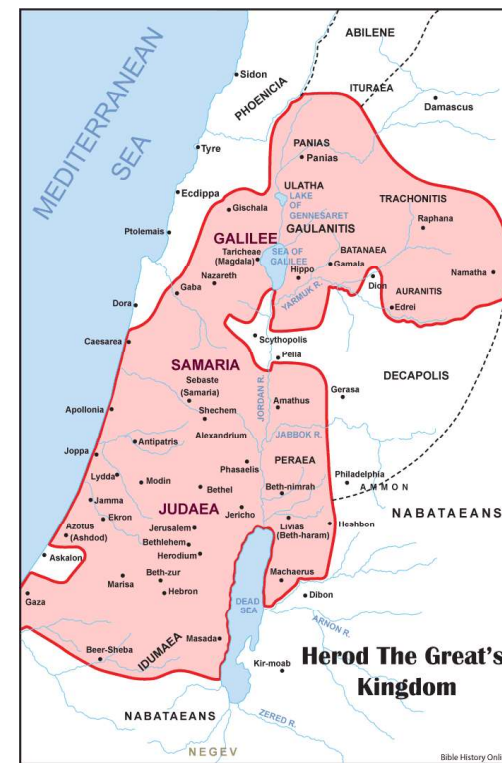 ABILENE
Sidon
PHOENICIA
ITURAEA
Damascus
MEDITERRANEAN
SEA
Tyre
PANIAS
Panias
ULATHA
LAKE
OF
GENNESARET
TRACHONITIS
Ecdippa
Gischala
GAULANITIS
Raphana
Ptolemais
GALILEE
BATANAEA
Taricheae
(Magdala)
SEA OF
GALILEE
Gamala
Hippo
Nazareth
Namatha
Gaba
YARMUK R.
Dion
AURANITIS
Dora
Edrei
Caesarea
Scythopolis
Pella
SAMARIA
DECAPOLIS
Sebaste
(Samaria)
Gerasa
Apollonia
Shechem
JORDAN R.
Amathus
Alexandrium
JABBOK R.
Joppa
Antipatris
PERAEA
Phasaelis
Lydda
Modin
Bethel
Philadelphia
Beth-nimrah
AMMON
Jamma
JUDAEA
Jericho
NABATAEANS
Ekron
Livias
(Beth-haram)
Heahbon
Azotus
(Ashdod)
Jerusalem
Bethlehem
Askalon
Herodium
Beth-zur
Machaerus
Marisa
Hebron
Dibon
Gaza
DEAD
SEA
ARNON R.
Masada
IDUMAEA
Beer-Sheba
Kir-moab
Herod The Great's
Kingdom
NABATAEANS
ZERED R.
NEGEV
Bible History Onli